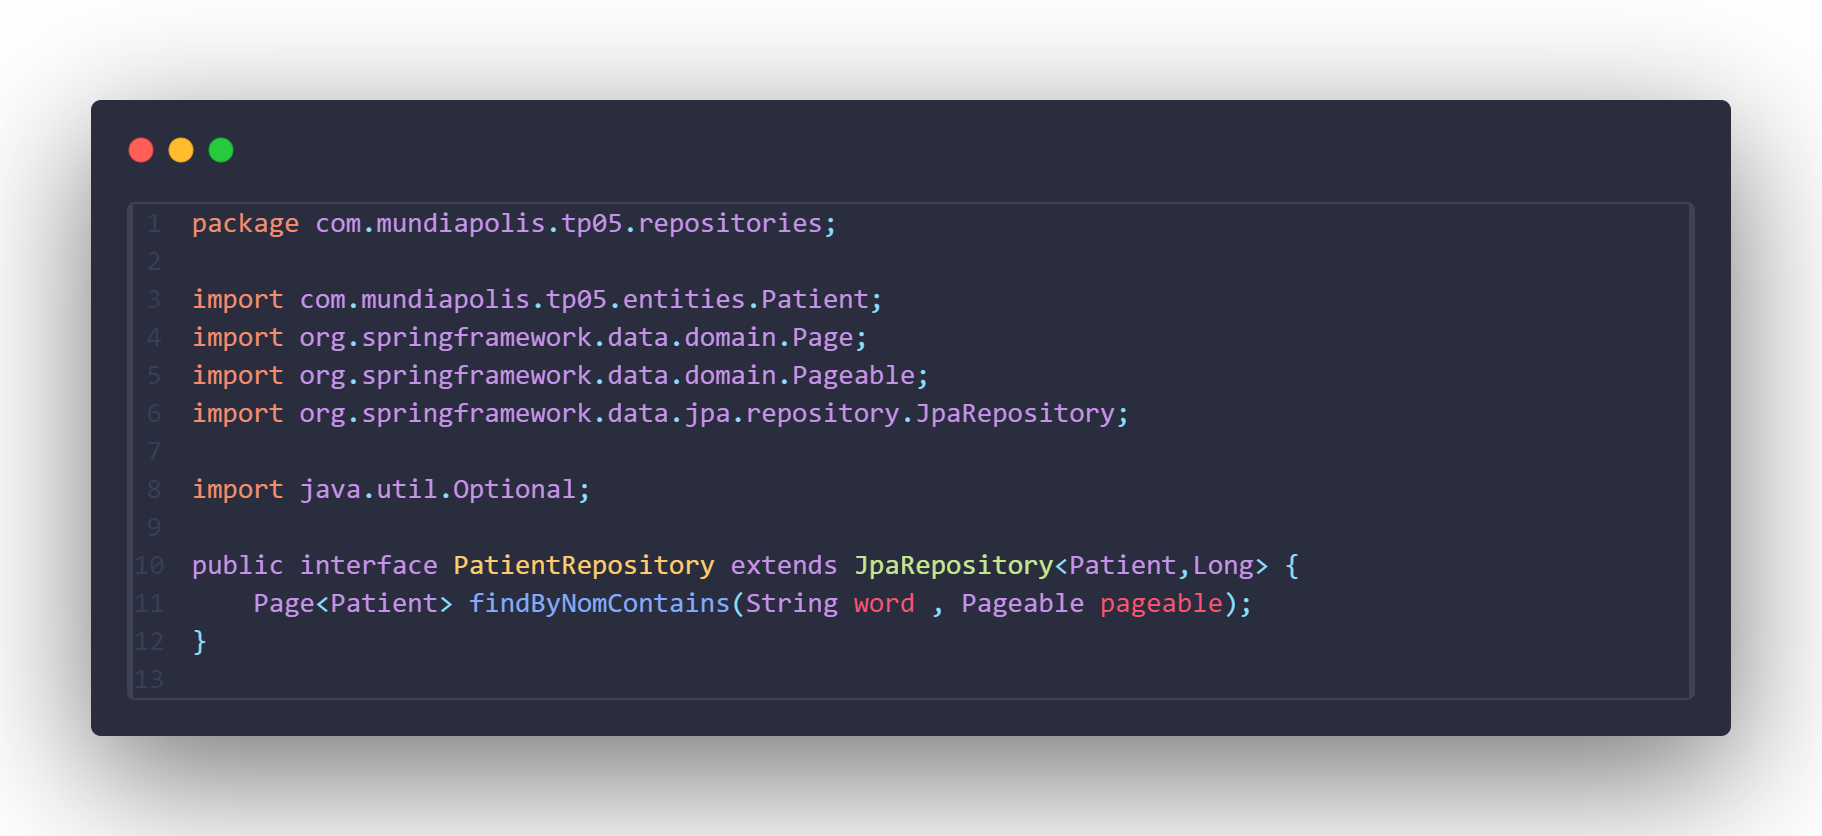 1 package com.mundiapolis.tp05.repositories;
2
3 import com.mundiapolis.tp05.entities.Patient;
4 import org.springframework.data.domain.Page;
5 import org.springframework.data.domain.Pageable;
6 import org.springframework.data.jpa.repository.JpaRepository;
7
8 import java.util.Optional;
9
10 public interface PatientRepository extends JpaRepository<Patient,Long> {
11     Page<Patient> findByNomContains(String word , Pageable pageable);
12 }
13